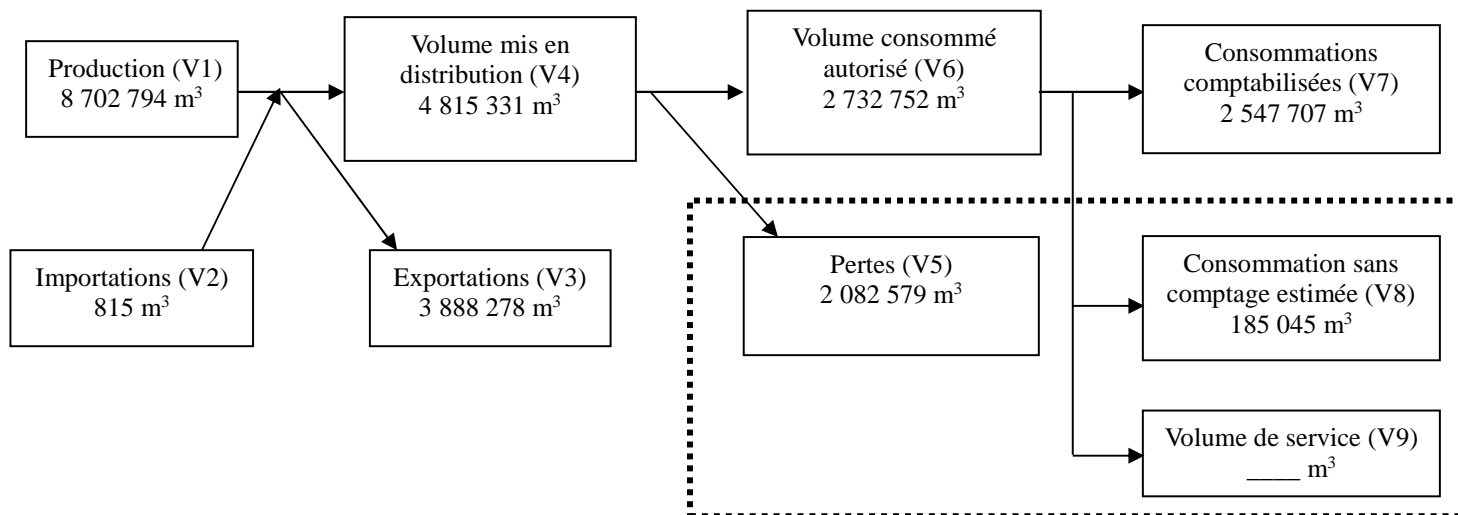 Production (V1)
8 702 794 m³
Volume mis en
distribution (V4)
4 815 331 m³
Volume consommé
autorisé (V6)
2 732 752 m³
Consommations
comptabilisées (V7)
2 547 707 m³
Importations (V2)
815 m³
Exportations (V3)
3 888 278 m³
Pertes (V5)
2 082 579 m³
Consommation sans
comptage estimée (V8)
185 045 m³
Volume de service (V9)
____ m³